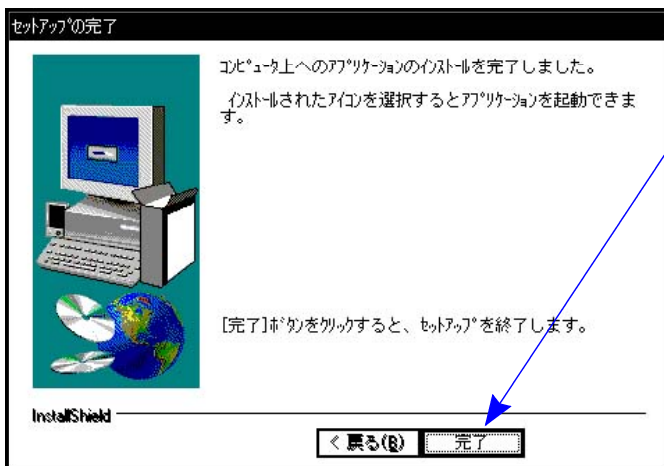 ｾｯﾄｱｯﾌﾟの完了
ｺﾝﾋﾟｭｰﾀ上へのｱﾌﾟﾘｹｰｼｮﾝのｲﾝｽﾄｰﾙを完了しました。
ｲﾝｽﾄｰﾙされたｱｲｺﾝを選択するとｱﾌﾟﾘｹｰｼｮﾝを起動できま
す。
[完了]ﾎﾞﾀﾝをｸﾘｯｸすると、ｾｯﾄｱｯﾌﾟを終了します。
InstallShield
< 戻る(B) 完了